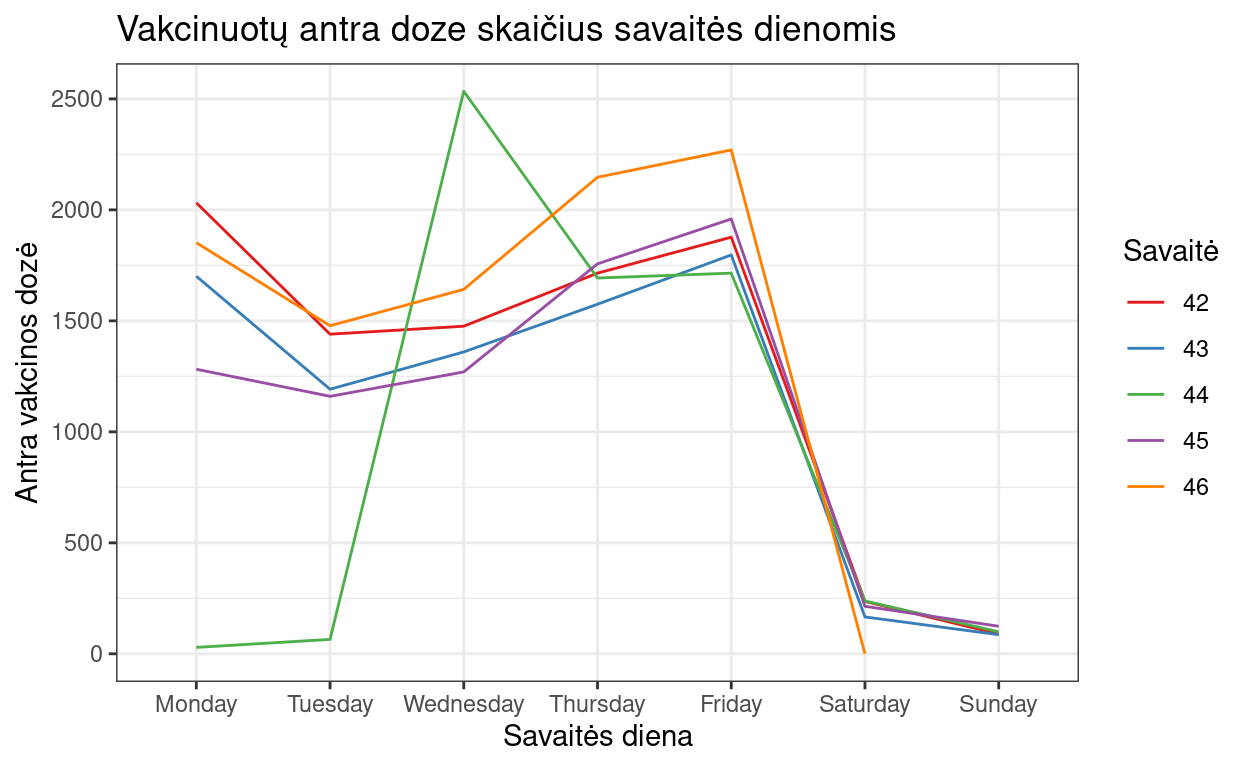 Vakcinuotų antra doze skaičius savaitės dienomis
Antra vakcinos dozė
2500
2000
1500
1000
500
0
Monday Tuesday Wednesday Thursday Friday Saturday Sunday
Savaitės diena
Savaitė
42
43
44
45
46